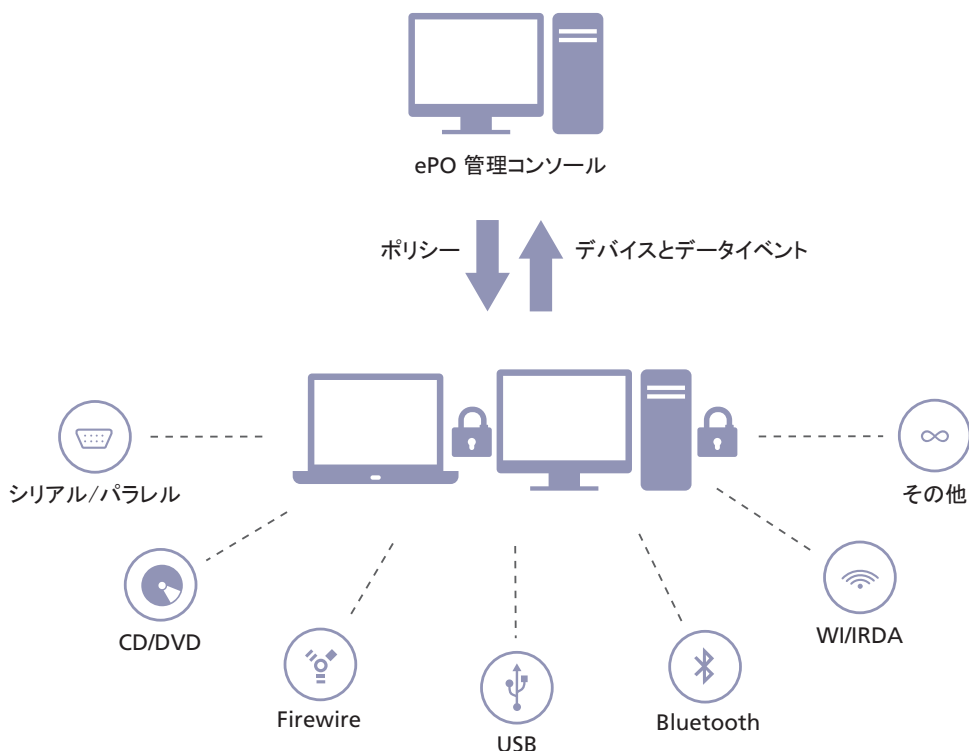 ePO 管理コンソール
ポリシー
デバイスとデータイベント
シリアル/パラレル
その他
CD/DVD
WI/IRDA
Firewire
Bluetooth
USB